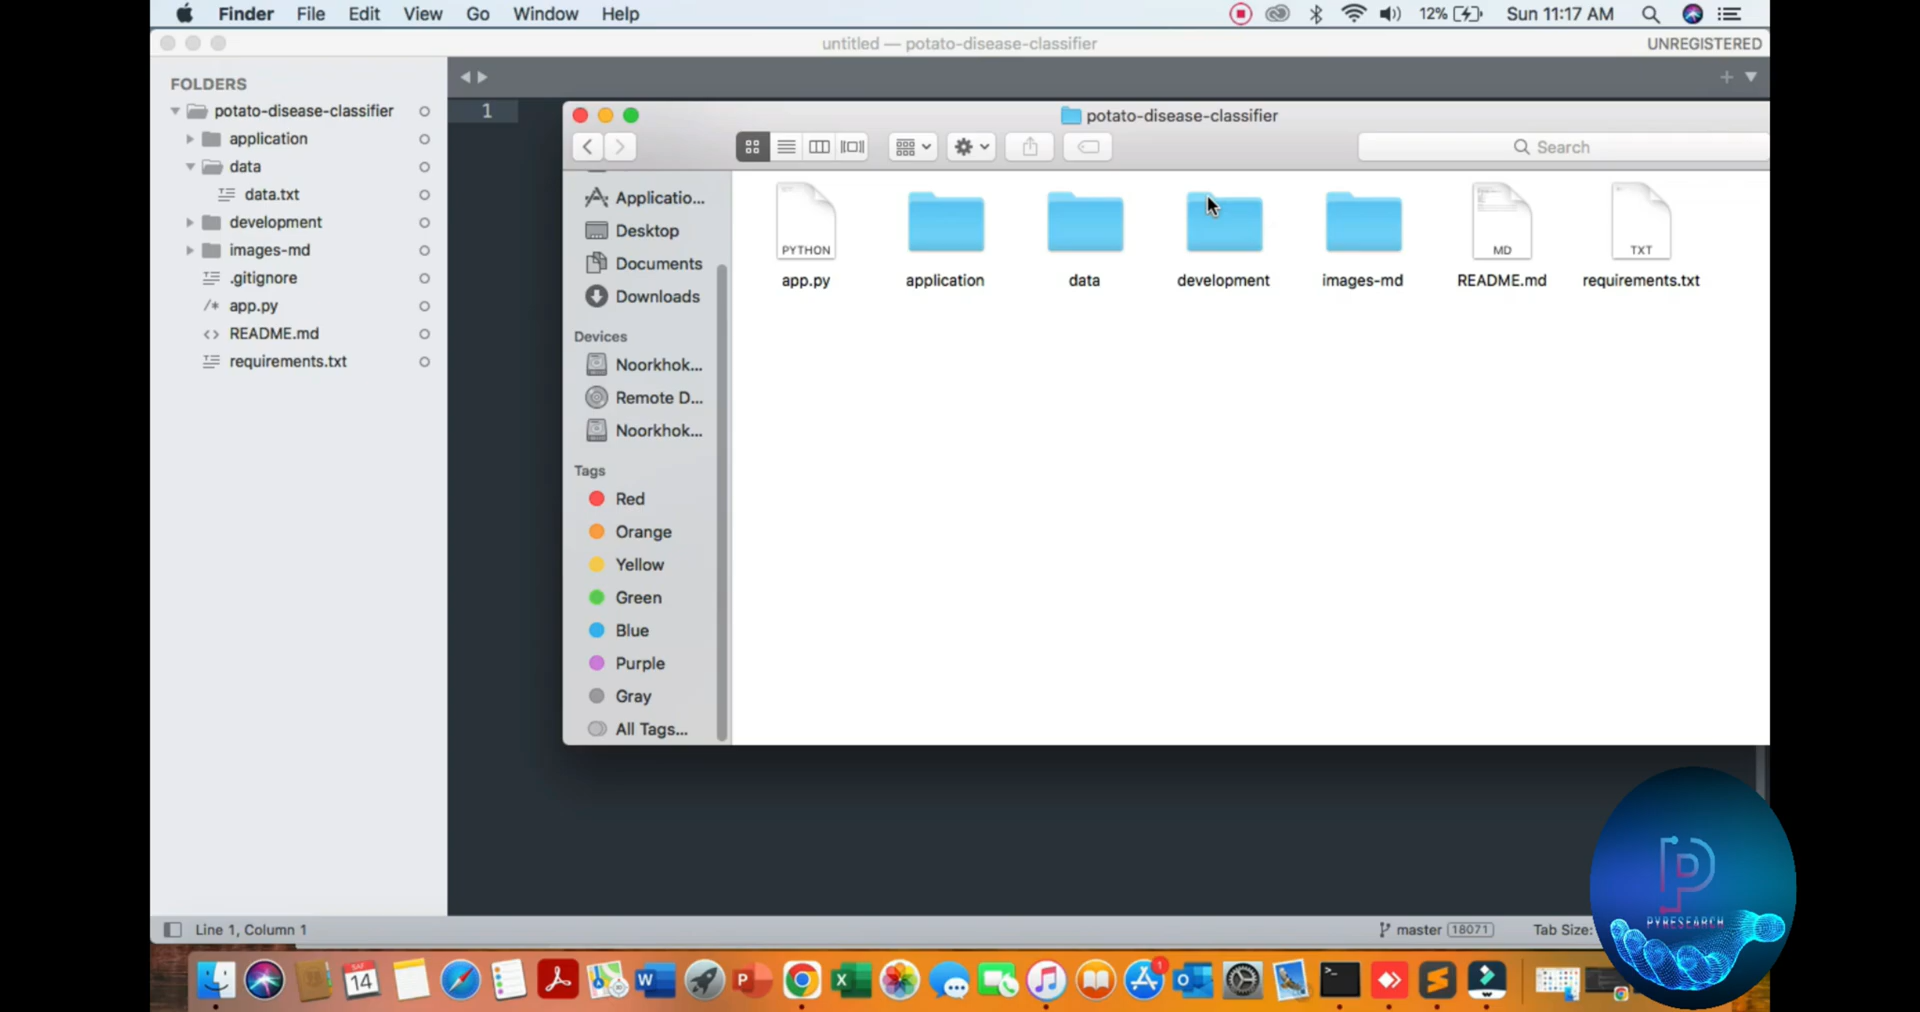 Finder File Edit View Go Window Help 12% Sun 11:17 AM
untitled — potato-disease-classifier UNREGISTERED
FOLDERS
potato-disease-classifier
application
data
data.txt
development
images-md
.gitignore
/* app.py
<> README.md
requirements.txt
1
potato-disease-classifier
Search
Applicatio...
Desktop
Documents
Downloads
Devices
Noorkhok...
Remote D...
Noorkhok...
Tags
Red
Orange
Yellow
Green
Blue
Purple
Gray
All Tags...
PYTHON MD TXT
app.py application data development images-md README.md requirements.txt
Line 1, Column 1 master 18071 Tab Size:
PYRESEARCH
SAT
14
1